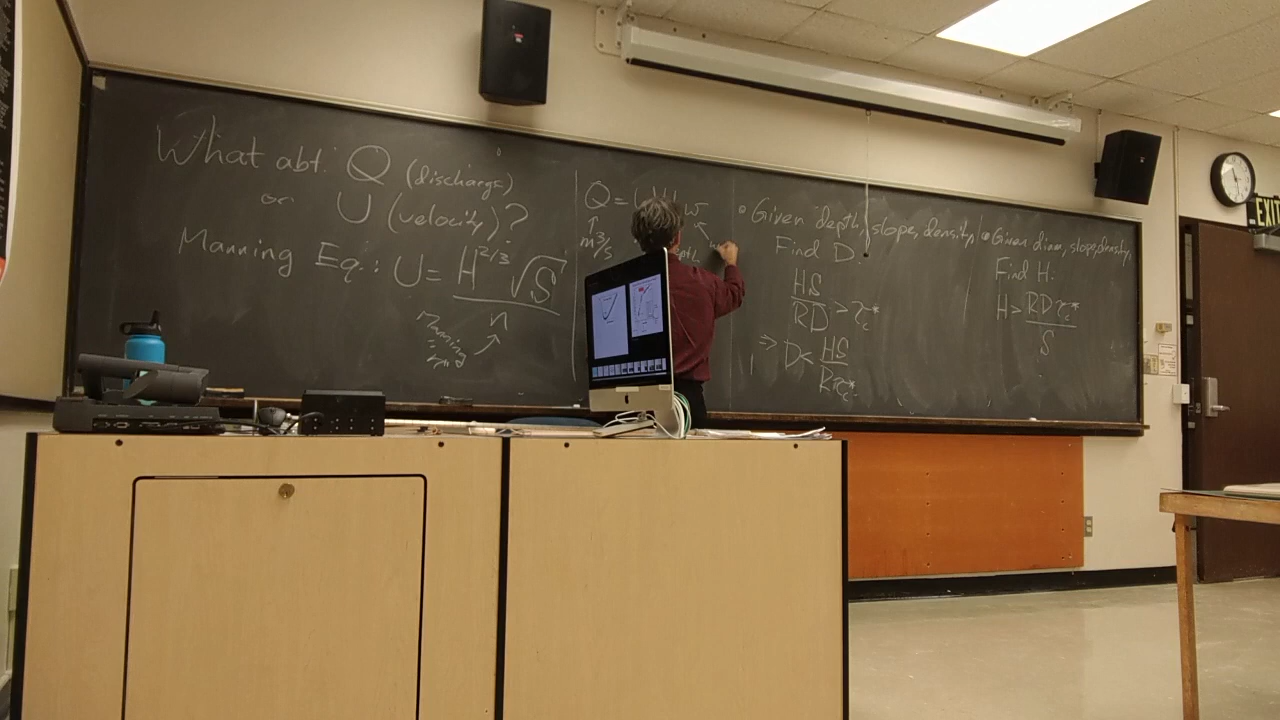 What abt. Q (discharge)
or U (velocity)?
Manning Eq.: U = H^2/3 √S
n
Manning
Q = U H W
m³/s
• Given depth, slope, density,
Find D:
HS
RD > τc*
⇒ D < HS
Rτc*
• Given diam, slope, density,
Find H:
H > RDτc*
S
EXIT